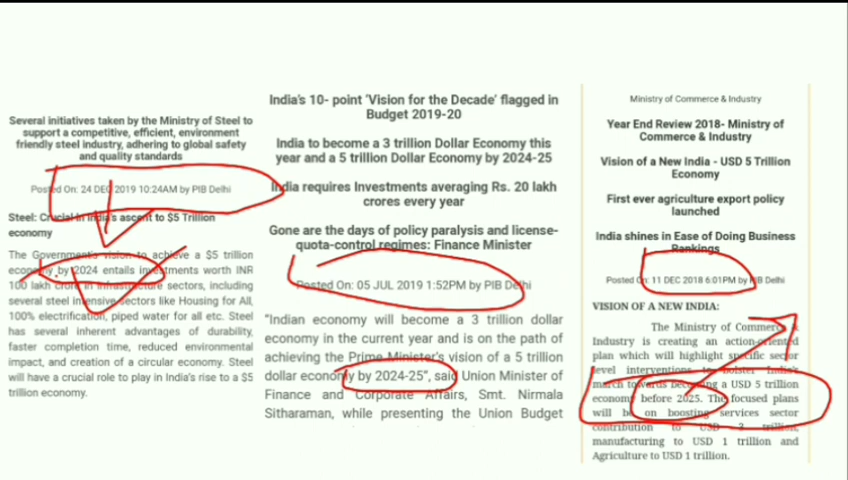 Several initiatives taken by the Ministry of Steel to
support a competitive, efficient, environment
friendly steel industry, adhering to global safety
and quality standards
Posted On: 24 DEC 2019 10:24AM by PIB Delhi
Steel: Crucial in India's ascent to $5 Trillion
economy
The Government's vision to achieve a $5 trillion
economy by 2024 entails investments worth INR
100 lakh crore in infrastructure sectors, including
several steel intensive sectors like Housing for All,
100% electrification, piped water for all etc. Steel
has several inherent advantages of durability,
faster completion time, reduced environmental
impact, and creation of a circular economy. Steel
will have a crucial role to play in India's rise to a $5
trillion economy.
India's 10- point 'Vision for the Decade' flagged in
Budget 2019-20
India to become a 3 trillion Dollar Economy this
year and a 5 trillion Dollar Economy by 2024-25
India requires Investments averaging Rs. 20 lakh
crores every year
Gone are the days of policy paralysis and license-
quota-control regimes: Finance Minister
Posted On: 05 JUL 2019 1:52PM by PIB Delhi
"Indian economy will become a 3 trillion dollar
economy in the current year and is on the path of
achieving the Prime Minister's vision of a 5 trillion
dollar economy by 2024-25", said Union Minister of
Finance and Corporate Affairs, Smt. Nirmala
Sitharaman, while presenting the Union Budget
Ministry of Commerce & Industry
Year End Review 2018- Ministry of
Commerce & Industry
Vision of a New India - USD 5 Trillion
Economy
First ever agriculture export policy
launched
India shines in Ease of Doing Business
Rankings
Posted On: 11 DEC 2018 6:01PM by PIB Delhi
VISION OF A NEW INDIA:
The Ministry of Commerce &
Industry is creating an action-oriented
plan which will highlight specific sector
level interventions to bolster India's
march towards becoming a USD 5 trillion
economy before 2025. The focused plans
will be on boosting services sector
contribution to USD 3 trillion,
manufacturing to USD 1 trillion and
Agriculture to USD 1 trillion.